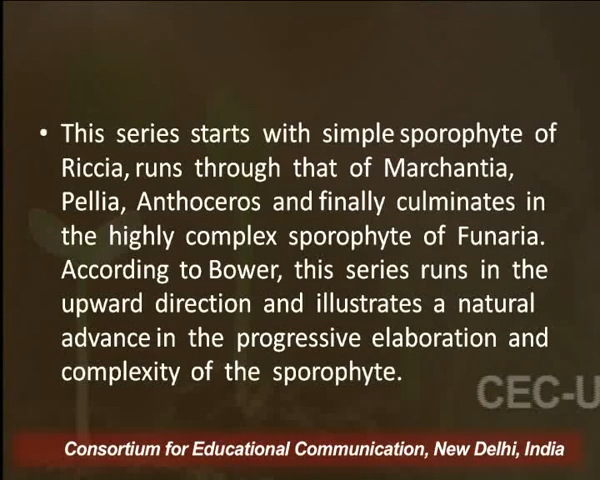 • This series starts with simple sporophyte of
Riccia, runs through that of Marchantia,
Pellia, Anthoceros and finally culminates in
the highly complex sporophyte of Funaria.
According to Bower, this series runs in the
upward direction and illustrates a natural
advance in the progressive elaboration and
complexity of the sporophyte.
CEC-U
Consortium for Educational Communication, New Delhi, India